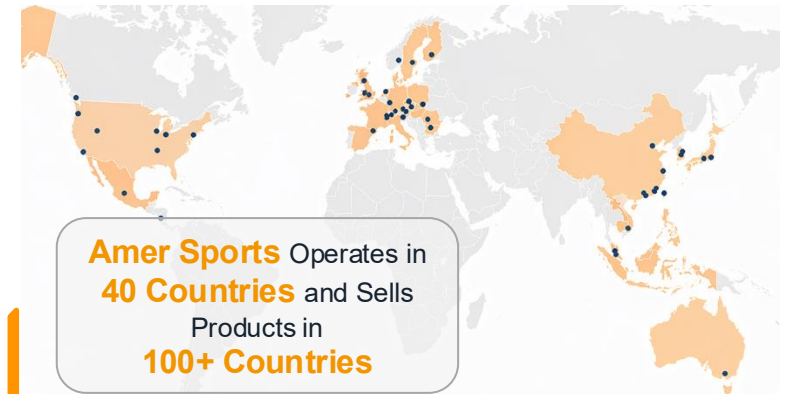 Amer Sports Operates in
40 Countries and Sells
Products in
100+ Countries